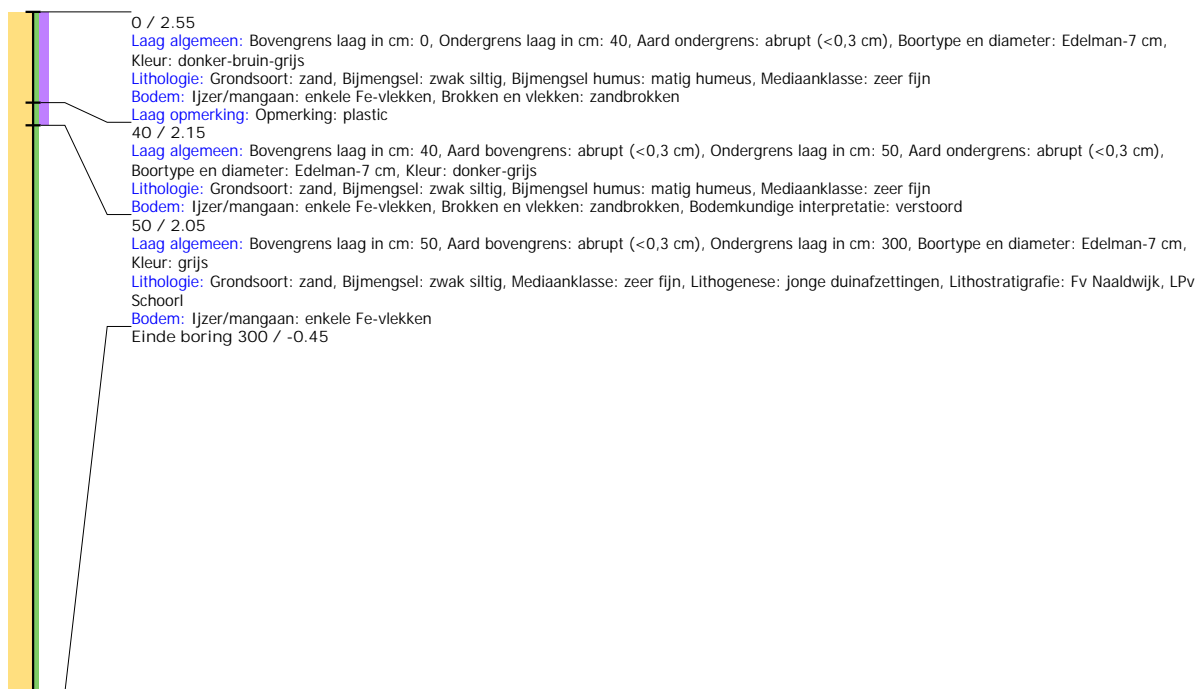 0 / 2.55
Laag algemeen: Bovengrens laag in cm: 0, Ondergrens laag in cm: 40, Aard ondergrens: abrupt (<0,3 cm), Boortype en diameter: Edelman-7 cm,
Kleur: donker-bruin-grijs
Lithologie: Grondsoort: zand, Bijmengsel: zwak siltig, Bijmengsel humus: matig humeus, Mediaanklasse: zeer fijn
Bodem: Ijzer/mangaan: enkele Fe-vlekken, Brokken en vlekken: zandbrokken
Laag opmerking: Opmerking: plastic
40 / 2.15
Laag algemeen: Bovengrens laag in cm: 40, Aard bovengrens: abrupt (<0,3 cm), Ondergrens laag in cm: 50, Aard ondergrens: abrupt (<0,3 cm),
Boortype en diameter: Edelman-7 cm, Kleur: donker-grijs
Lithologie: Grondsoort: zand, Bijmengsel: zwak siltig, Bijmengsel humus: matig humeus, Mediaanklasse: zeer fijn
Bodem: Ijzer/mangaan: enkele Fe-vlekken, Brokken en vlekken: zandbrokken, Bodemkundige interpretatie: verstoord
50 / 2.05
Laag algemeen: Bovengrens laag in cm: 50, Aard bovengrens: abrupt (<0,3 cm), Ondergrens laag in cm: 300, Boortype en diameter: Edelman-7 cm,
Kleur: grijs
Lithologie: Grondsoort: zand, Bijmengsel: zwak siltig, Mediaanklasse: zeer fijn, Lithogenese: jonge duinafzettingen, Lithostratigrafie: Fv Naaldwijk, LPv
Schoorl
Bodem: Ijzer/mangaan: enkele Fe-vlekken
Einde boring 300 / -0.45